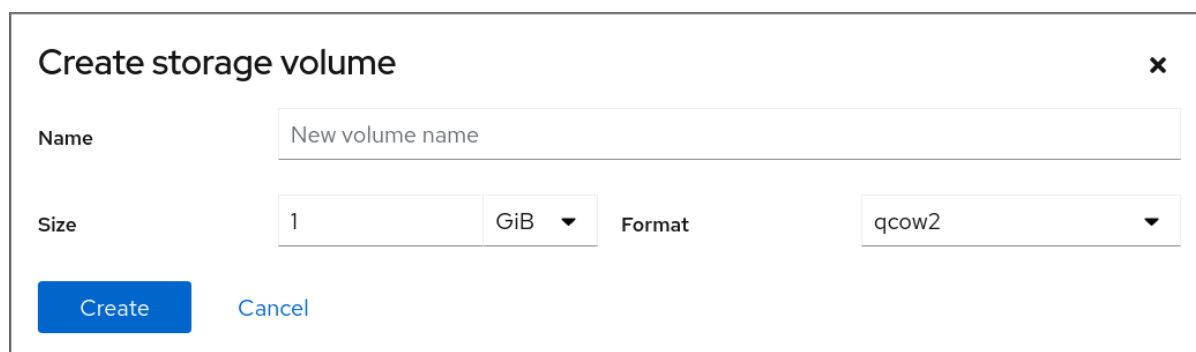 Create storage volume
Name New volume name
Size 1 GiB Format qcow2
Create Cancel